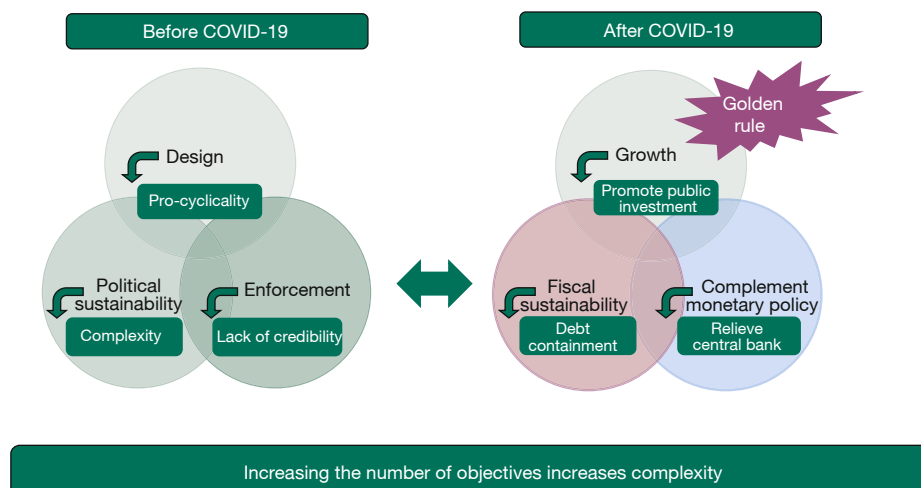 Before COVID-19
Design
Pro-cyclicality
Political
sustainability
Complexity
Enforcement
Lack of credibility
After COVID-19
Golden
rule
Growth
Promote public
investment
Fiscal
sustainability
Debt
containment
Complement
monetary policy
Relieve
central bank
Increasing the number of objectives increases complexity